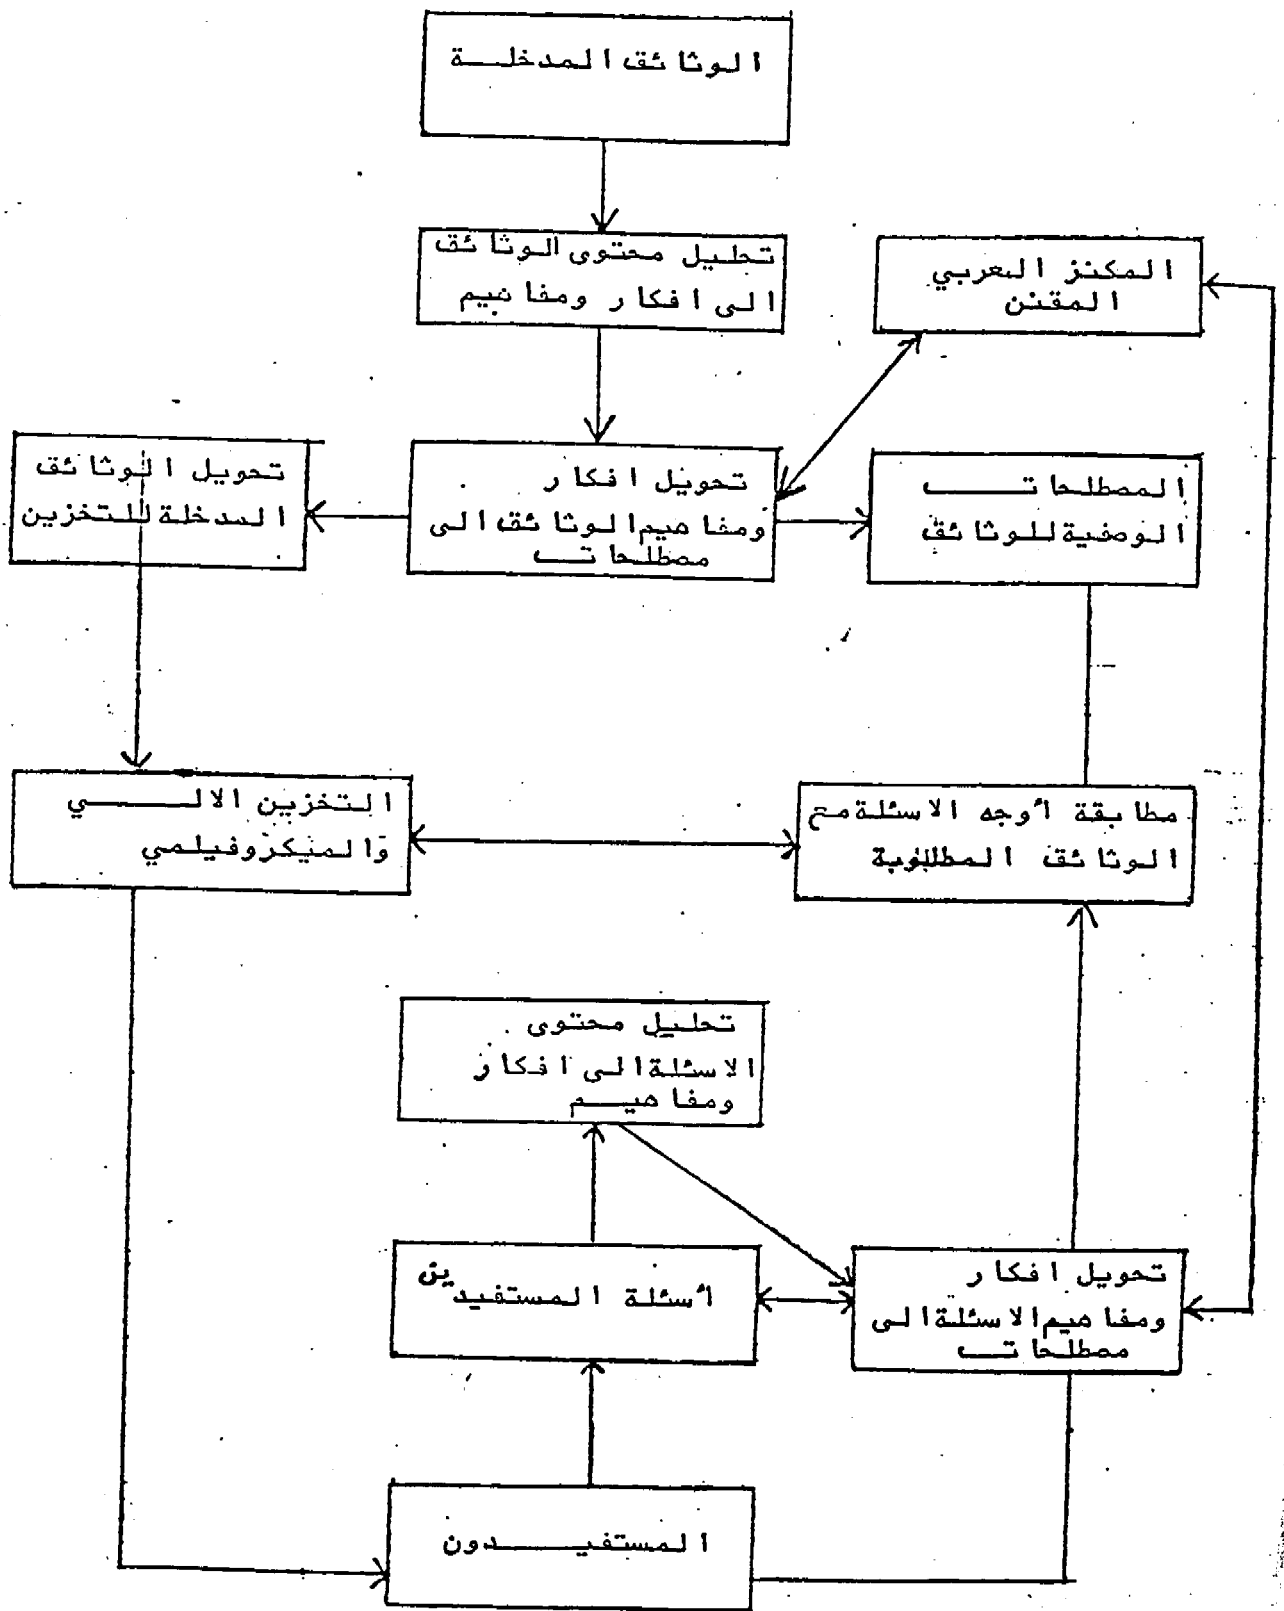 الوثائق المدخلة
تحليل محتوى الوثائق
الى افكار ومفاهيم
المكنز العربي
المقنن
تحويل افكار
ومفاهيم الوثائق الى
مصطلحات
المصطلحات
الوصفية للوثائق
تحويل الوثائق
المدخلة للتخزين
التخزين الالي
والميكروفيلمي
مطابقة أوجه الاسئلة مع
الوثائق المطلوبة
تحليل محتوى
الاسئلة الى افكار
ومفاهيم
أسئلة المستفيدين
تحويل افكار
ومفاهيم الاسئلة الى
مصطلحات
المستفيدون